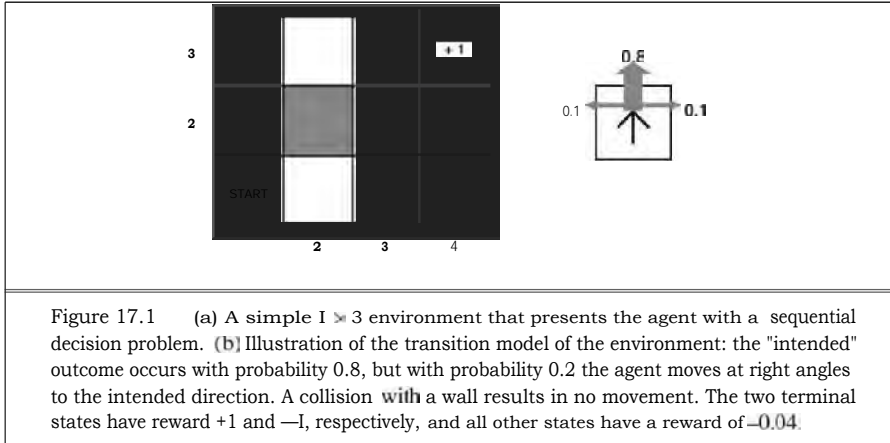 3
+ 1
0.8
2
0.1
0.1
START
2 3 4
Figure 17.1 (a) A simple I × 3 environment that presents the agent with a sequential
decision problem. (b) Illustration of the transition model of the environment: the "intended"
outcome occurs with probability 0.8, but with probability 0.2 the agent moves at right angles
to the intended direction. A collision with a wall results in no movement. The two terminal
states have reward +1 and —I, respectively, and all other states have a reward of –0.04.